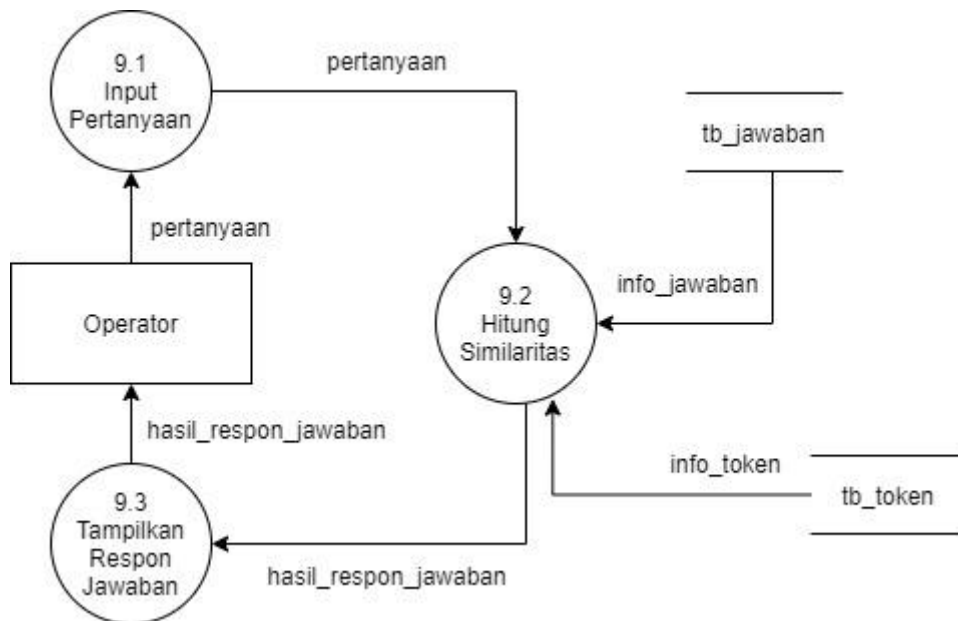 9.1
Input
Pertanyaan
pertanyaan
tb_jawaban
pertanyaan
info_jawaban
Operator
9.2
Hitung
Similaritas
hasil_respon_jawaban
info_token
tb_token
9.3
Tampilkan
Respon
Jawaban
hasil_respon_jawaban